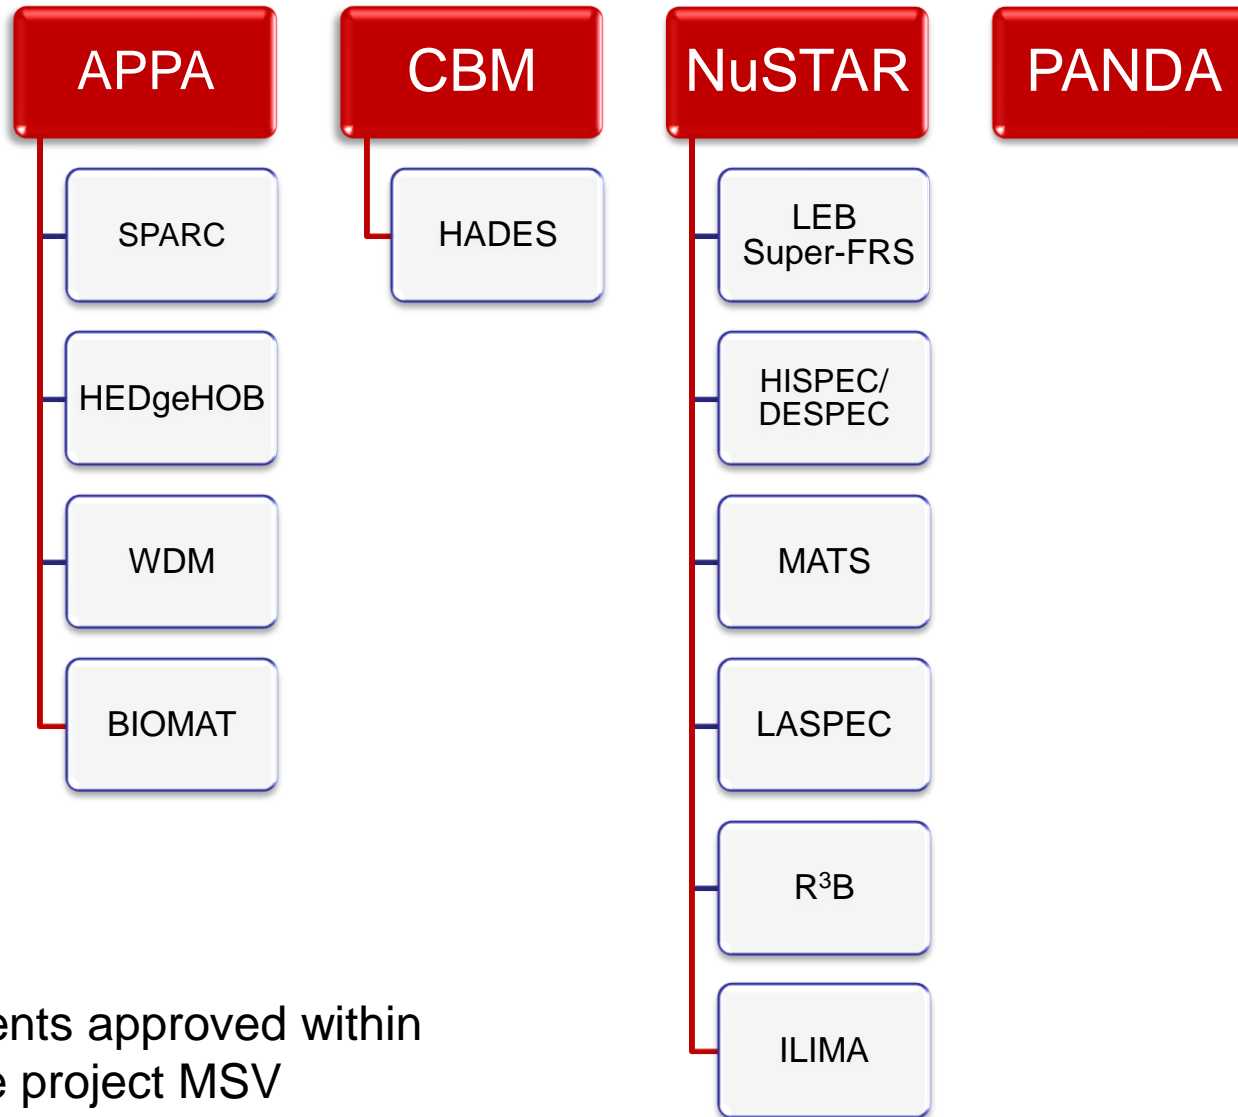 APPA
SPARC
HEDgeHOB
WDM
BIOMAT
CBM
HADES
NuSTAR
LEB
Super-FRS
HISPEC/
DESPEC
MATS
LASPEC
R³B
ILIMA
PANDA
approved within
project MSV